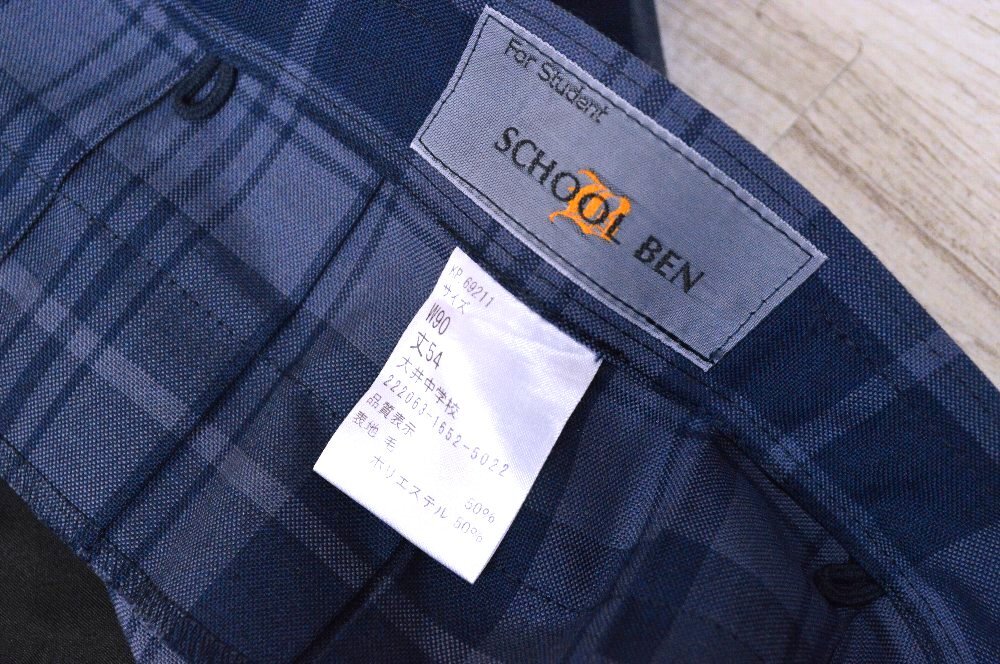 For Student
SCHOOL BEN
KP 69211
サイズ
W90
丈54
大井中学校
222063-1652-5022
品質表示
表地 毛 50%
ポリエステル 50%